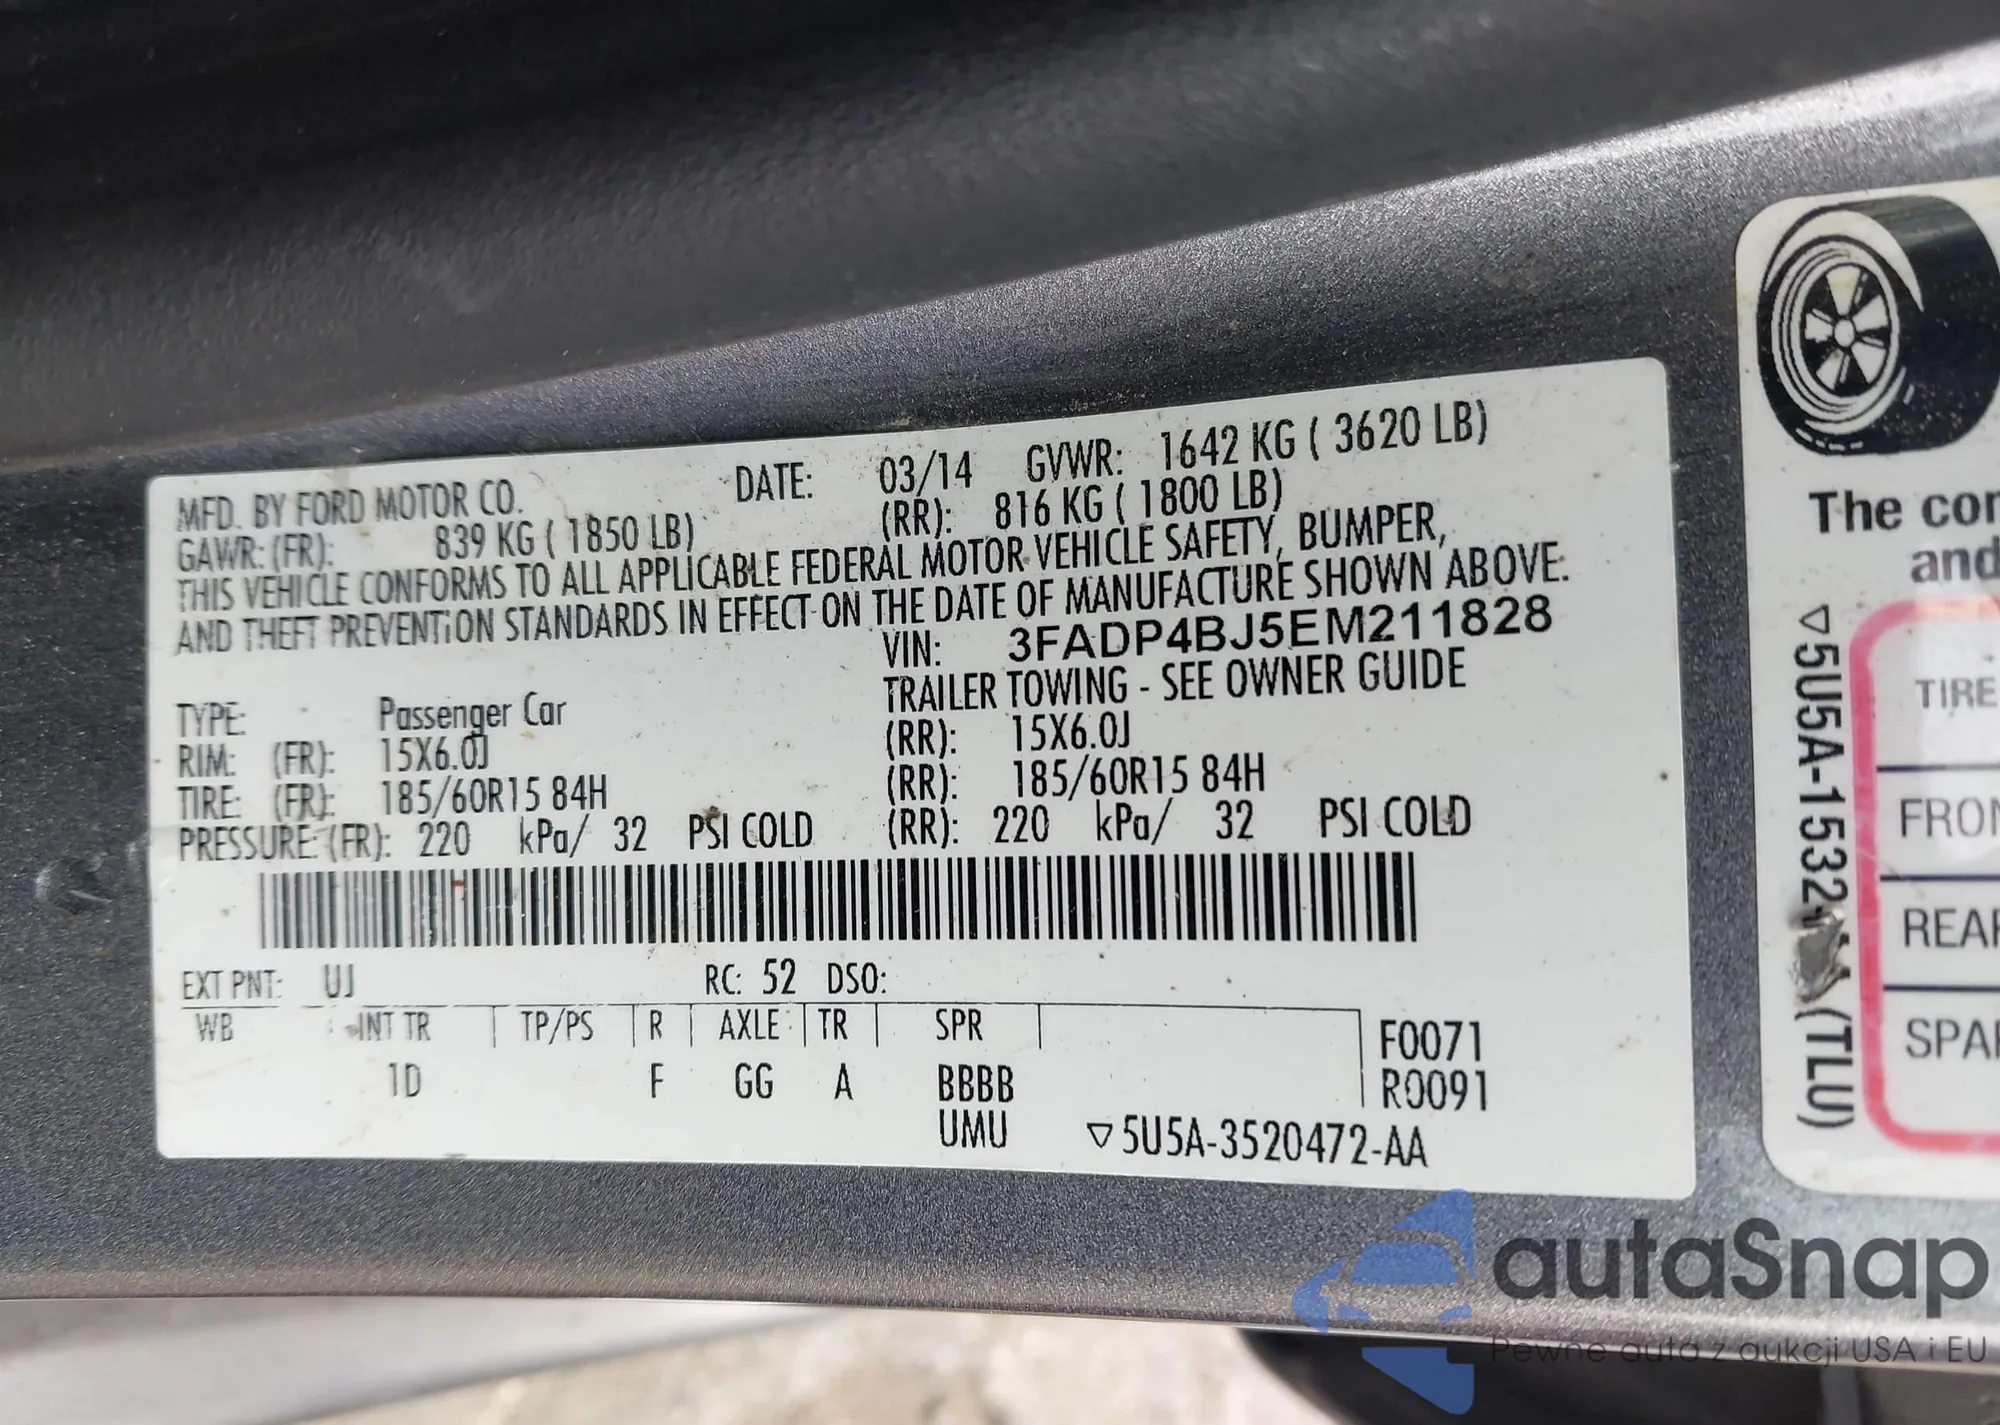 MFD. BY FORD MOTOR CO. DATE: 03/14 GVWR: 1642 KG ( 3620 LB)
GAWR: (FR): 839 KG ( 1850 LB) (RR): 816 KG ( 1800 LB)
THIS VEHICLE CONFORMS TO ALL APPLICABLE FEDERAL MOTOR VEHICLE SAFETY, BUMPER,
AND THEFT PREVENTION STANDARDS IN EFFECT ON THE DATE OF MANUFACTURE SHOWN ABOVE.
VIN: 3FADP4BJ5EM211828
TYPE: Passenger Car TRAILER TOWING - SEE OWNER GUIDE
RIM: (FR): 15X6.0J (RR): 15X6.0J
TIRE: (FR): 185/60R15 84H (RR): 185/60R15 84H
PRESSURE: (FR): 220 kPa/ 32 PSI COLD (RR): 220 kPa/ 32 PSI COLD
EXT PNT: UJ RC: 52 DSO:
WB INT TR TP/PS R AXLE TR SPR F0071
1D F GG A BBBB R0091
UMU ▽5U5A-3520472-AA
The con
and
▽5U5A-1532 A (TLU)
TIRE
FRON
REAR
SPAR
autaSnap
Pewne auta z aukcji USA i EU